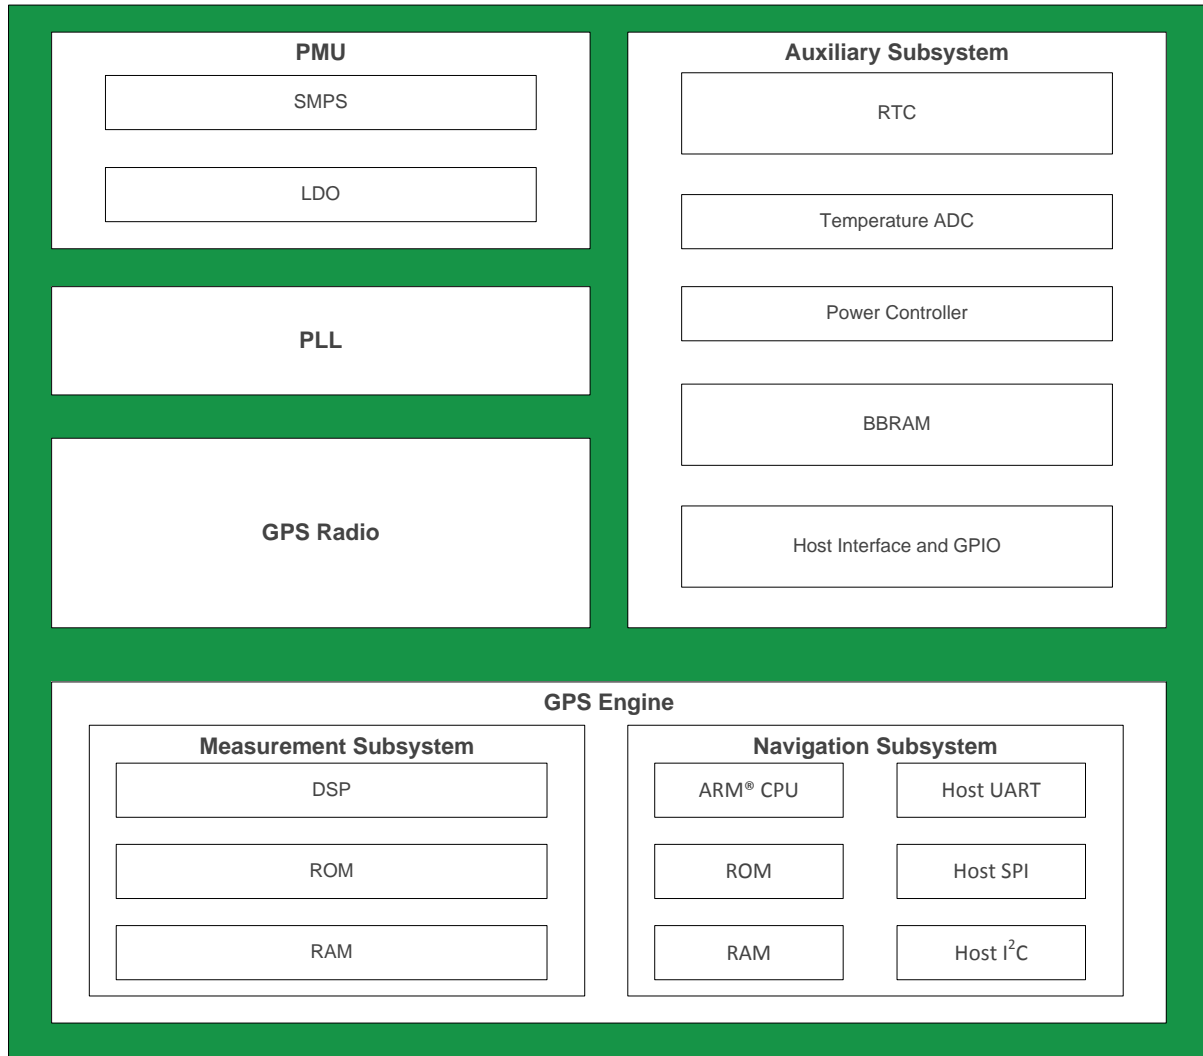 PMU
SMPS
LDO
PLL
GPS Radio
Auxiliary Subsystem
RTC
Temperature ADC
Power Controller
BBRAM
Host Interface and GPIO
GPS Engine
Measurement Subsystem
DSP
ROM
RAM
Navigation Subsystem
ARM® CPU
Host UART
ROM
Host SPI
RAM
Host I²C